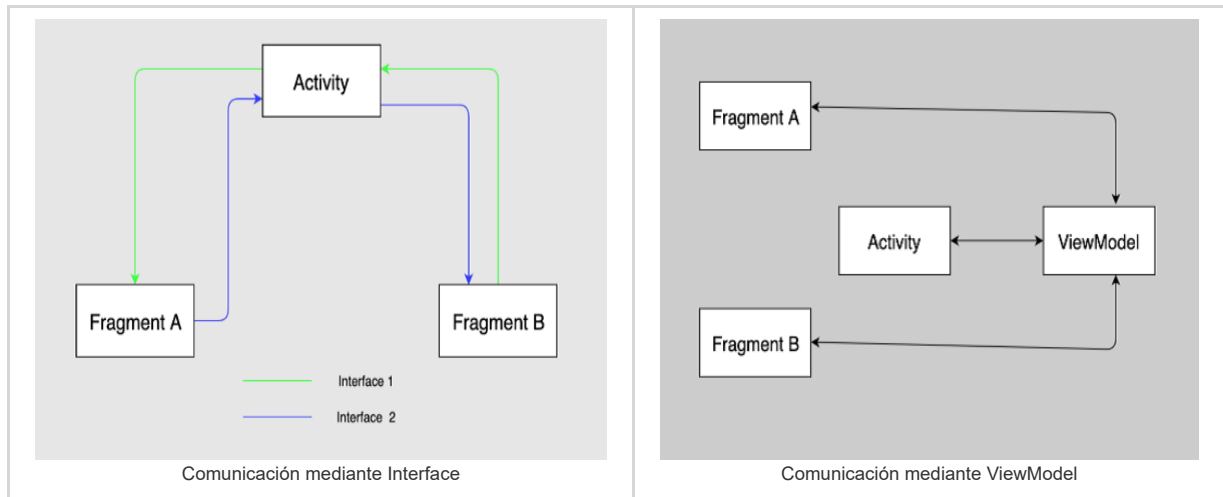 Activity
Fragment A
Fragment B
Interface 1
Interface 2
Comunicación mediante Interface
Fragment A
Activity
ViewModel
Fragment B
Comunicación mediante ViewModel